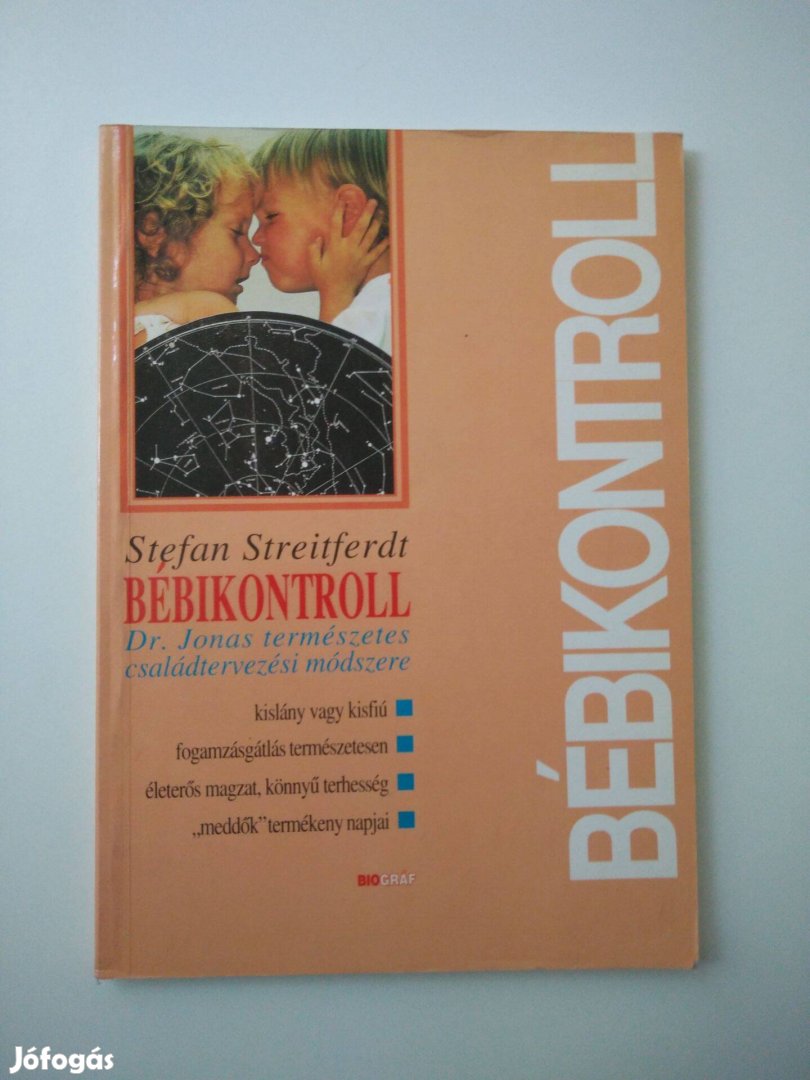 Stefan Streitferdt
BÉBIKONTROLL
Dr. Jonas természetes
családtervezési módszere
kislány vagy kisfiú
fogamzásgátlás természetesen
életerős magzat, könnyű terhesség
„meddők” termékeny napjai
BIOGRÁF
BÉBIKONTROLL
Jófogás